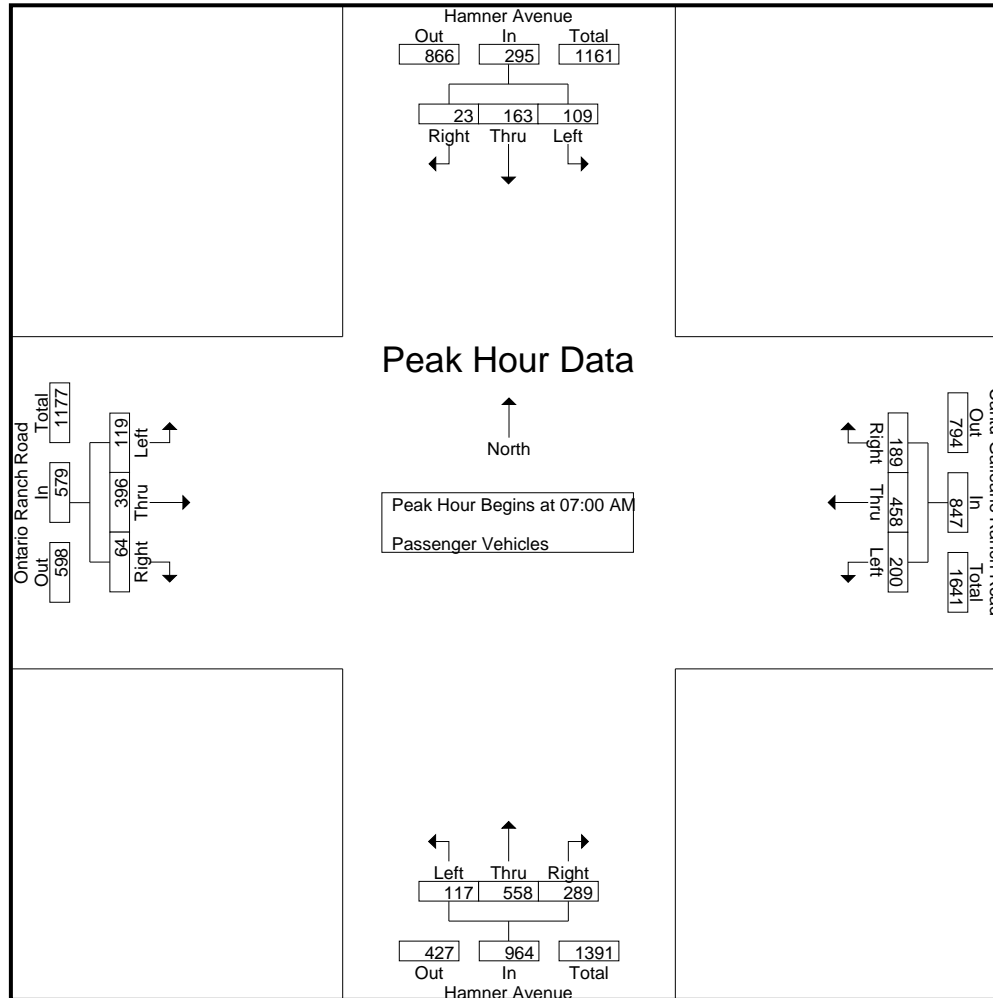 Hamner Avenue
Out In Total
866 295 1161
23 163 109
Right Thru Left
Peak Hour Data
North
Peak Hour Begins at 07:00 AM
Passenger Vehicles
Ontario Ranch Road
Total In Out
1177 579 598
119 396 64
Left Thru Right
Right Thru Left
189 458 200
794 847 1641
Out In Total
Ranch Road
Left Thru Right
117 558 289
427 964 1391
Out In Total
Hamner Avenue